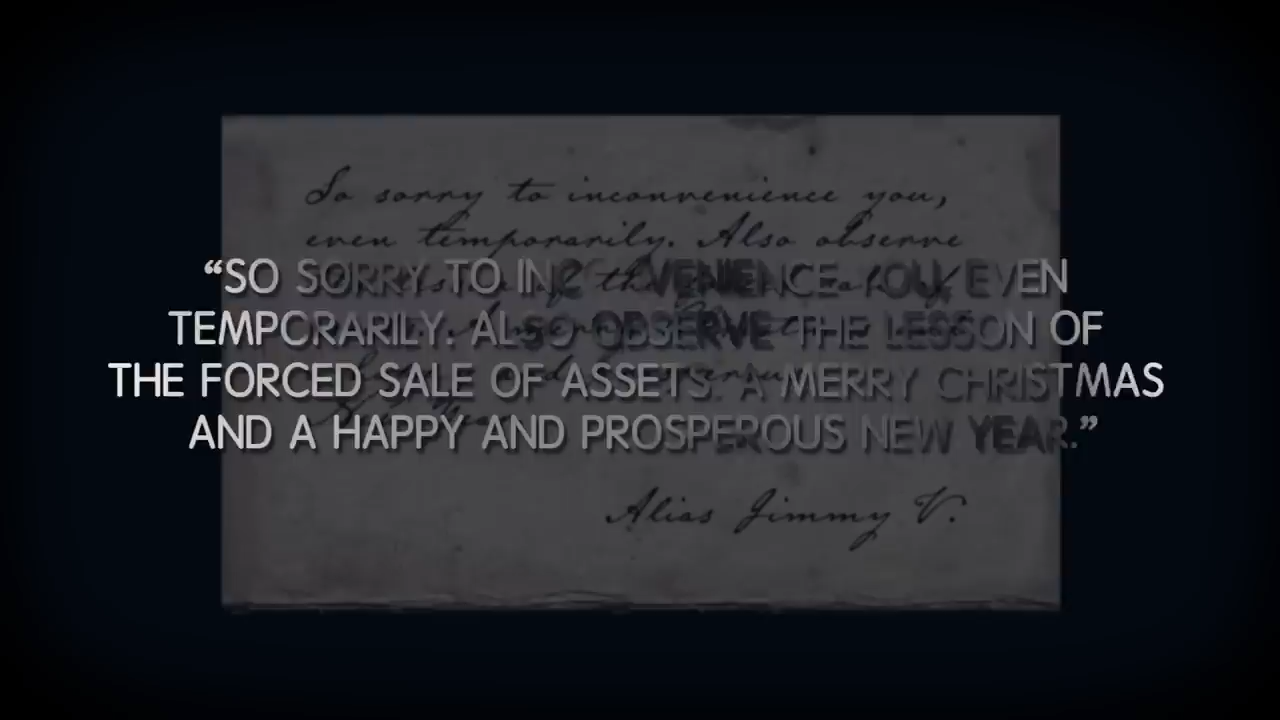 So sorry to inconvenience you,
even temporarily. Also observe
“SO SORRY TO INCONVENIENCE YOU, EVEN
TEMPORARILY. ALSO OBSERVE THE LESSON OF
THE FORCED SALE OF ASSETS. A MERRY CHRISTMAS
AND A HAPPY AND PROSPEROUS NEW YEAR.”
Alias Jimmy V.